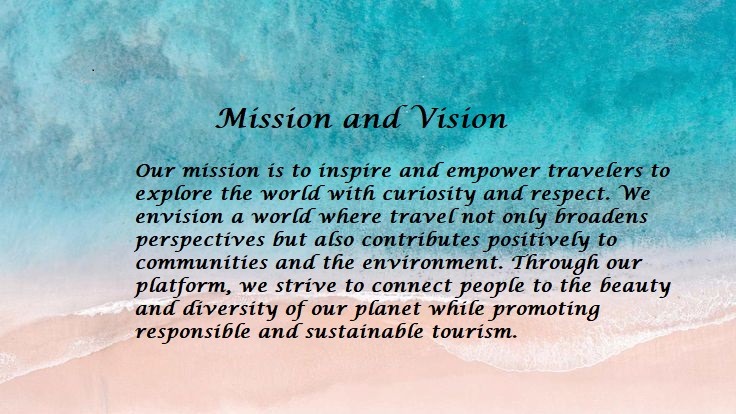 Mission and Vision
Our mission is to inspire and empower travelers to
explore the world with curiosity and respect. We
envision a world where travel not only broadens
perspectives but also contributes positively to
communities and the environment. Through our
platform, we strive to connect people to the beauty
and diversity of our planet while promoting
responsible and sustainable tourism.